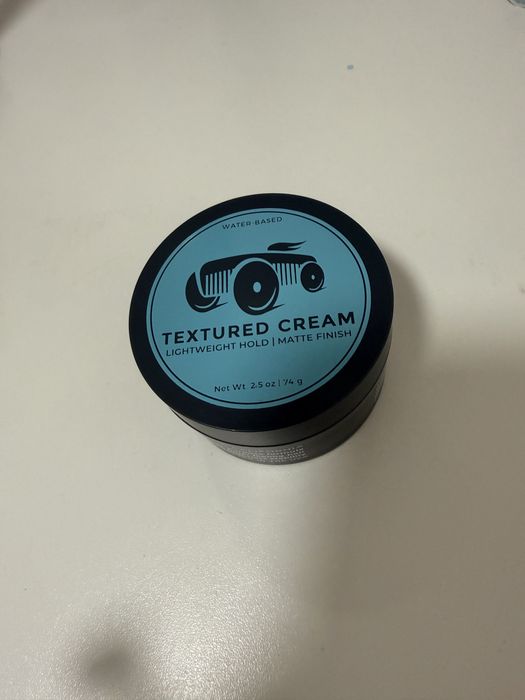 WATER-BASED
TEXTURED CREAM
LIGHTWEIGHT HOLD | MATTE FINISH
Net Wt 2.5 oz | 74 g